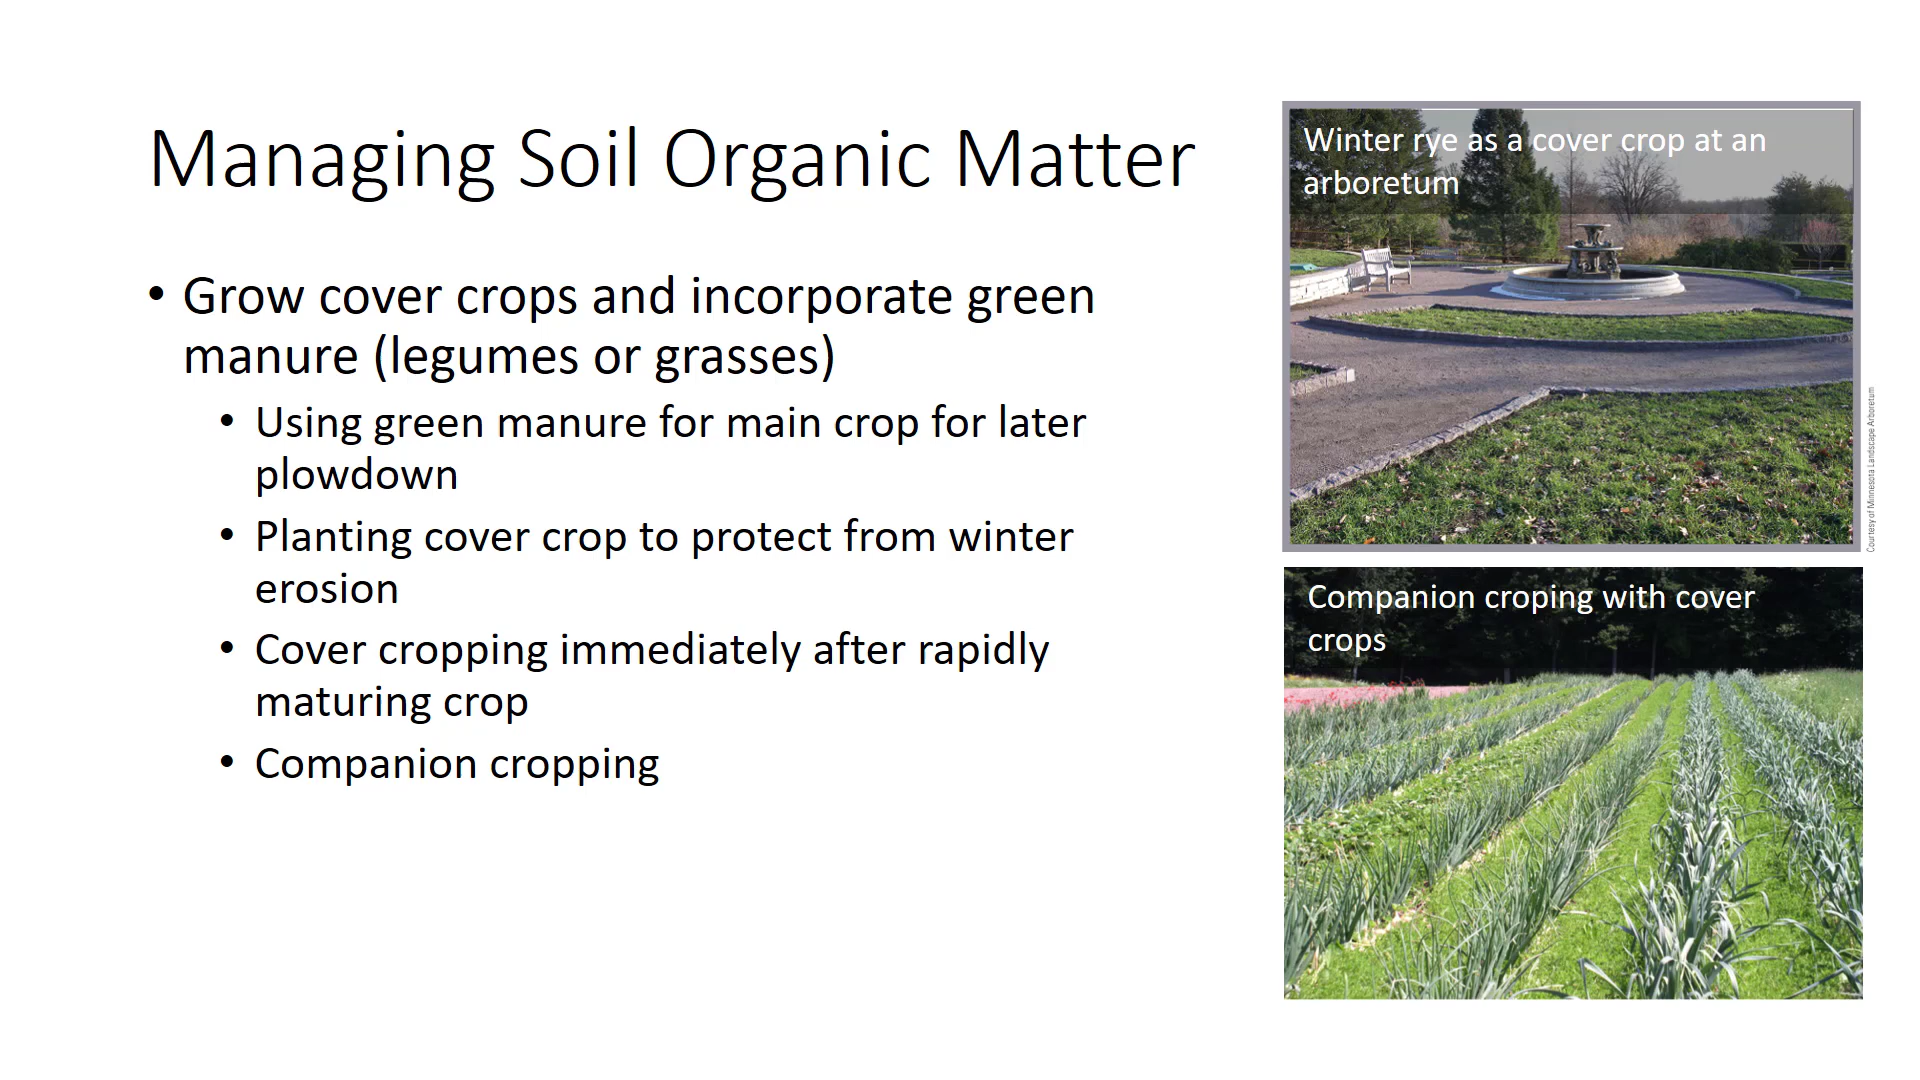 Managing Soil Organic Matter
• Grow cover crops and incorporate green
manure (legumes or grasses)
• Using green manure for main crop for later
plowdown
• Planting cover crop to protect from winter
erosion
• Cover cropping immediately after rapidly
maturing crop
• Companion cropping
Winter rye as a cover crop at an
arboretum
Courtesy of Minnesota Landscape Arboretum
Companion croping with cover
crops